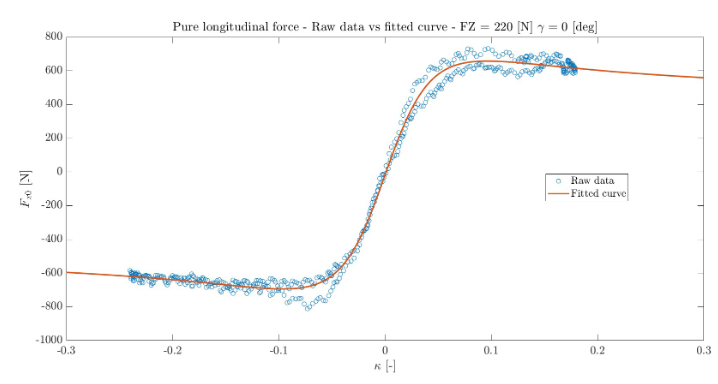 Pure longitudinal force - Raw data vs fitted curve - FZ = 220 [N] γ = 0 [deg]
800
600
400
200
0
-200
-400
-600
-800
-1000
F_x0 [N]
Raw data
Fitted curve
-0.3 -0.2 -0.1 0 0.1 0.2 0.3
κ [-]